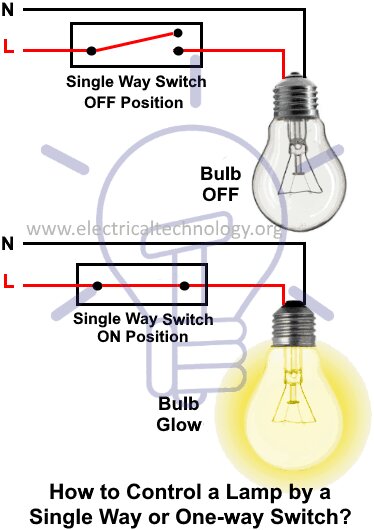 N
L
Single Way Switch
OFF Position
Bulb
OFF
www.electricaltechnology.org
N
L
Single Way Switch
ON Position
Bulb
Glow
How to Control a Lamp by a
Single Way or One-way Switch?